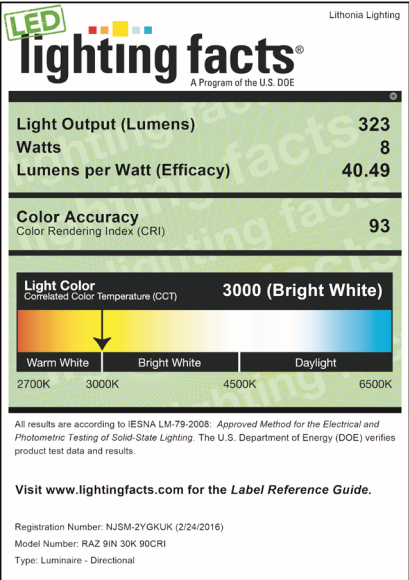 Lithonia Lighting
LED
lighting facts®
A Program of the U.S. DOE
Light Output (Lumens) 323
Watts 8
Lumens per Watt (Efficacy) 40.49
Color Accuracy
Color Rendering Index (CRI) 93
Light Color
Correlated Color Temperature (CCT) 3000 (Bright White)
Warm White Bright White Daylight
2700K 3000K 4500K 6500K
All results are according to IESNA LM-79-2008: Approved Method for the Electrical and
Photometric Testing of Solid-State Lighting. The U.S. Department of Energy (DOE) verifies
product test data and results.
Visit www.lightingfacts.com for the Label Reference Guide.
Registration Number: NJSM-2YGKUK (2/24/2016)
Model Number: RAZ 9IN 30K 90CRI
Type: Luminaire - Directional